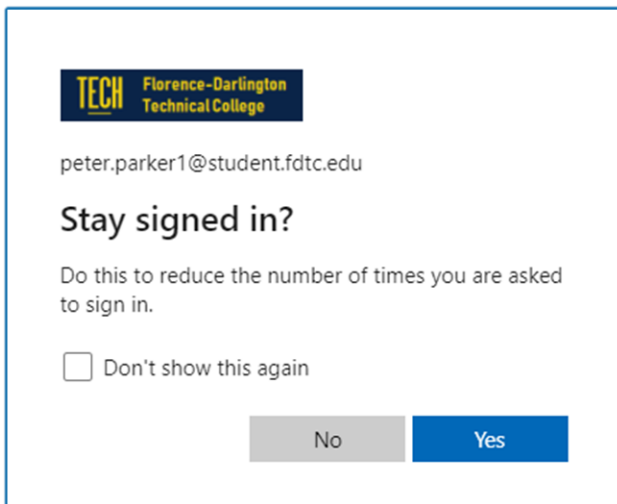 TECH Florence-Darlington
Technical College
peter.parker1@student.fdtc.edu
Stay signed in?
Do this to reduce the number of times you are asked
to sign in.
Don't show this again
No Yes